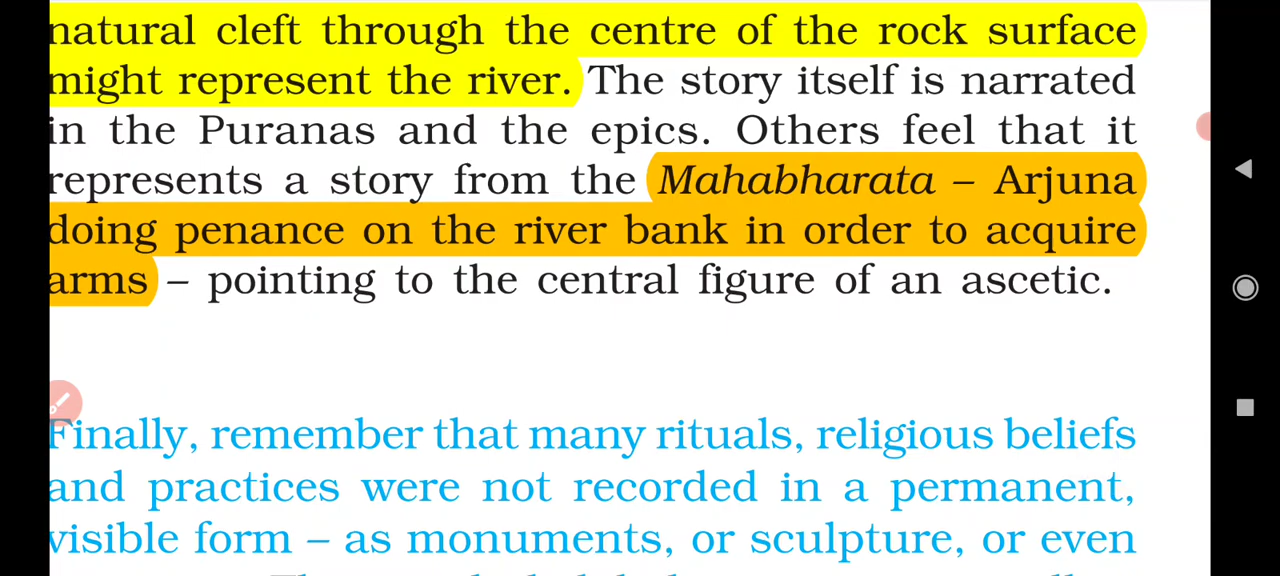 natural cleft through the centre of the rock surface
might represent the river. The story itself is narrated
in the Puranas and the epics. Others feel that it
represents a story from the Mahabharata – Arjuna
doing penance on the river bank in order to acquire
arms – pointing to the central figure of an ascetic.
Finally, remember that many rituals, religious beliefs
and practices were not recorded in a permanent,
visible form – as monuments, or sculpture, or even